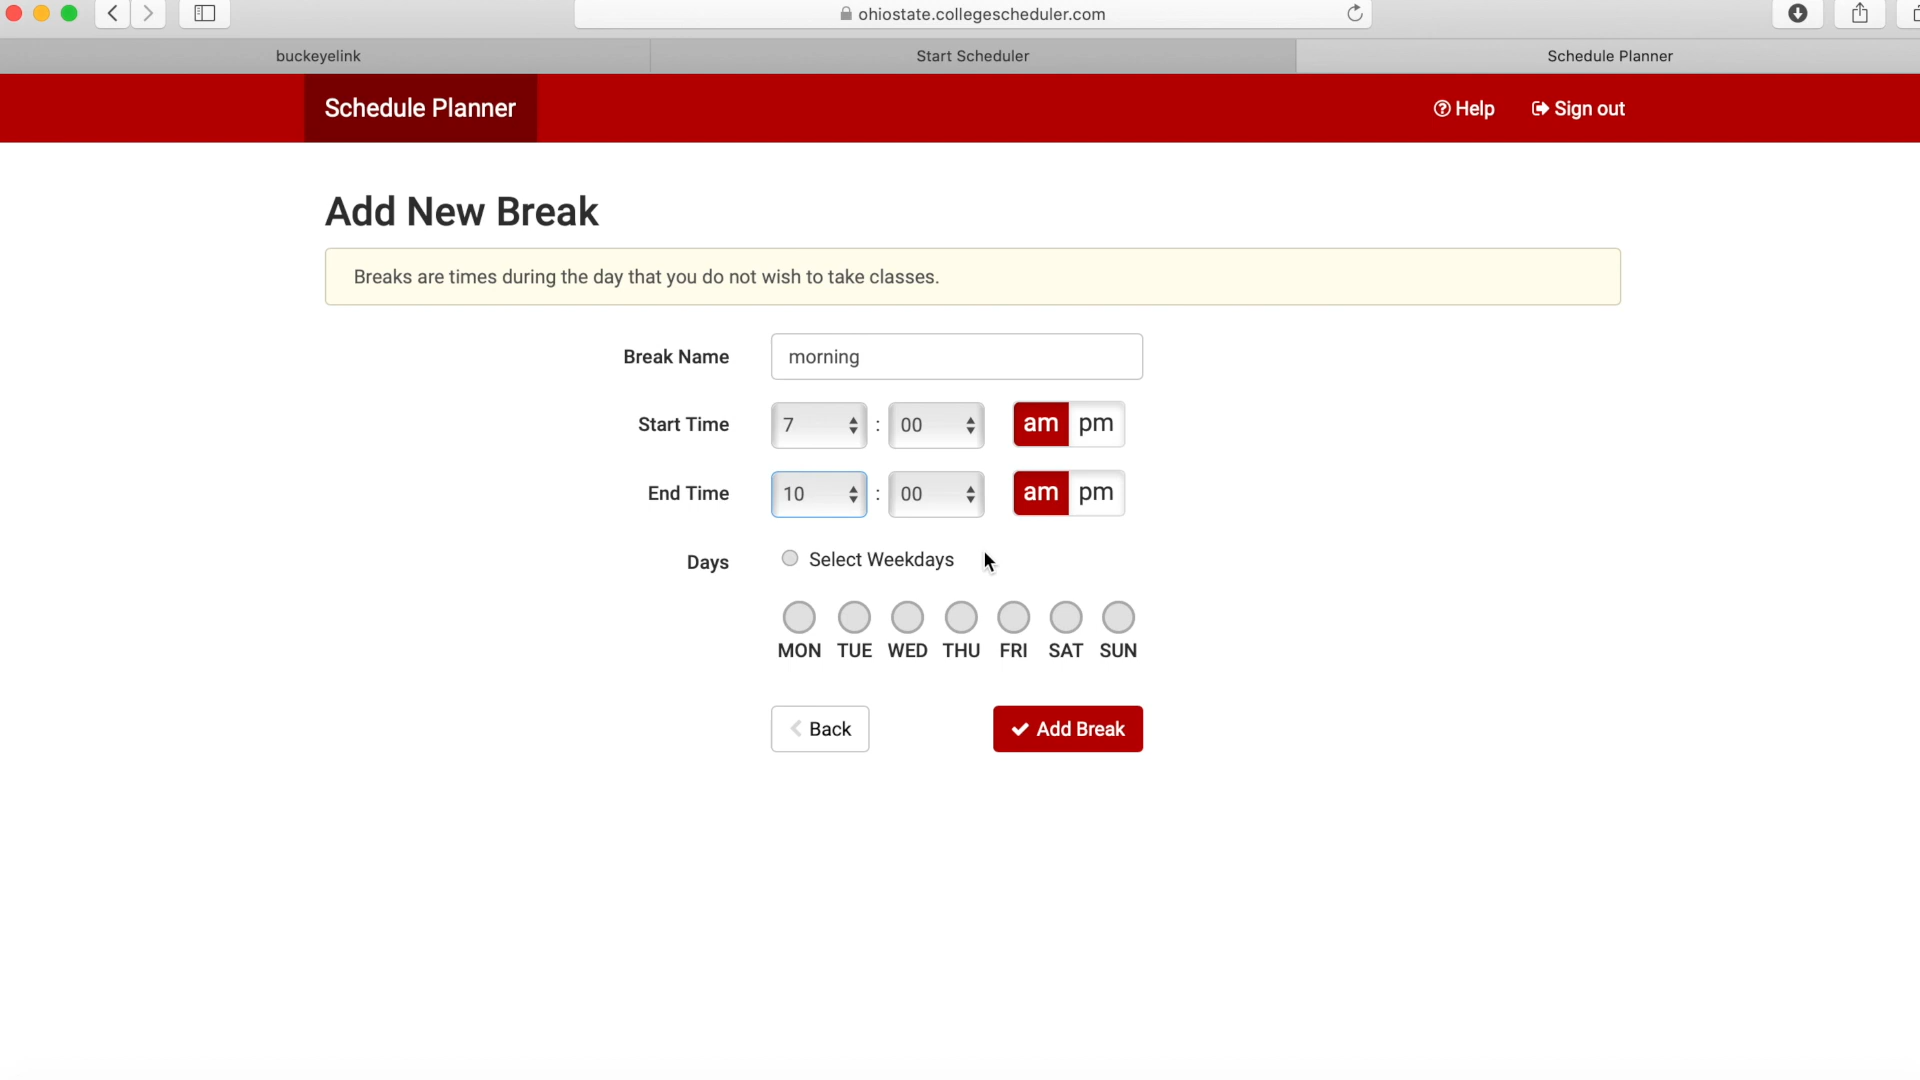 ohiostate.collegescheduler.com
buckeyelink Start Scheduler Schedule Planner
Schedule Planner Help Sign out
Add New Break
Breaks are times during the day that you do not wish to take classes.
Break Name morning
Start Time 7 : 00 am pm
End Time 10 : 00 am pm
Days Select Weekdays
MON TUE WED THU FRI SAT SUN
Back Add Break